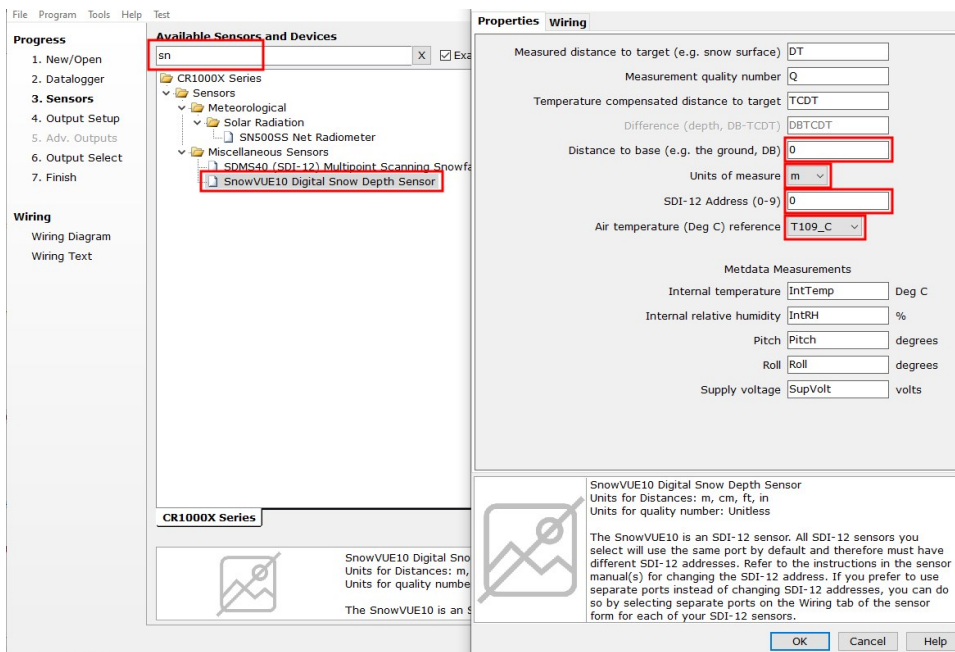 File Program Tools Help Test
Progress
1. New/Open
2. Datalogger
3. Sensors
4. Output Setup
5. Adv. Outputs
6. Output Select
7. Finish
Wiring
Wiring Diagram
Wiring Text
Available Sensors and Devices
sn X Exa
CR1000X Series
Sensors
Meteorological
Solar Radiation
SN500SS Net Radiometer
Miscellaneous Sensors
SDMS40 (SDI-12) Multipoint Scanning Snowfa
SnowVUE10 Digital Snow Depth Sensor
CR1000X Series
SnowVUE10 Digital Sno
Units for Distances: m,
Units for quality numbe
The SnowVUE10 is an S
Properties Wiring
Measured distance to target (e.g. snow surface) DT
Measurement quality number Q
Temperature compensated distance to target TCDT
Difference (depth, DB-TCDT) DBTCDT
Distance to base (e.g. the ground, DB) 0
Units of measure m
SDI-12 Address (0-9) 0
Air temperature (Deg C) reference T109_C
Metdata Measurements
Internal temperature IntTemp Deg C
Internal relative humidity IntRH %
Pitch Pitch degrees
Roll Roll degrees
Supply voltage SupVolt volts
SnowVUE10 Digital Snow Depth Sensor
Units for Distances: m, cm, ft, in
Units for quality number: Unitless
The SnowVUE10 is an SDI-12 sensor. All SDI-12 sensors you
select will use the same port by default and therefore must have
different SDI-12 addresses. Refer to the instructions in the sensor
manual(s) for changing the SDI-12 address. If you prefer to use
separate ports instead of changing SDI-12 addresses, you can do
so by selecting separate ports on the Wiring tab of the sensor
form for each of your SDI-12 sensors.
OK Cancel Help